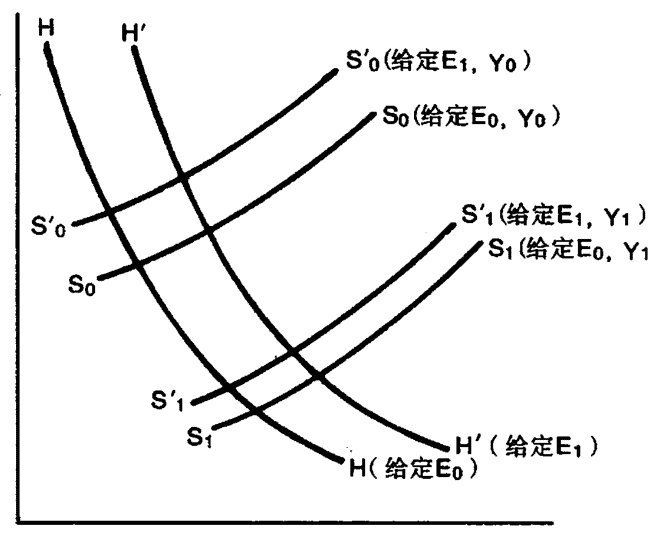 H
H′
S′₀(给定E₁, Y₀)
S₀(给定E₀, Y₀)
S′₀
S₀
S′₁(给定E₁, Y₁)
S₁(给定E₀, Y₁
S′₁
S₁
H′(给定E₁)
H(给定E₀)